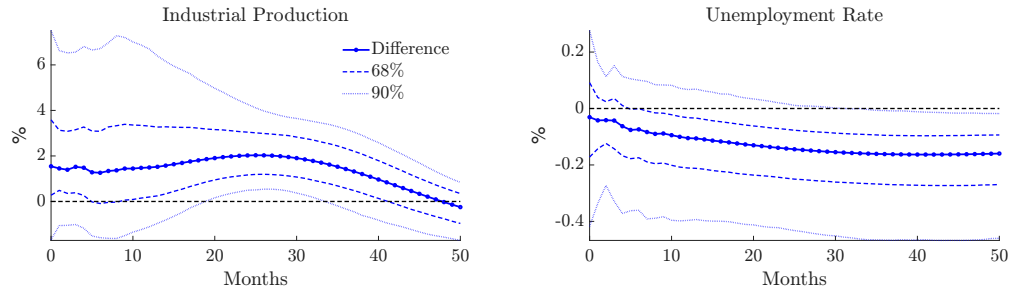 Industrial Production
%
6
4
2
0
0 10 20 30 40 50
Months
Difference
68%
90%
Unemployment Rate
%
0.2
0
-0.2
-0.4
0 10 20 30 40 50
Months